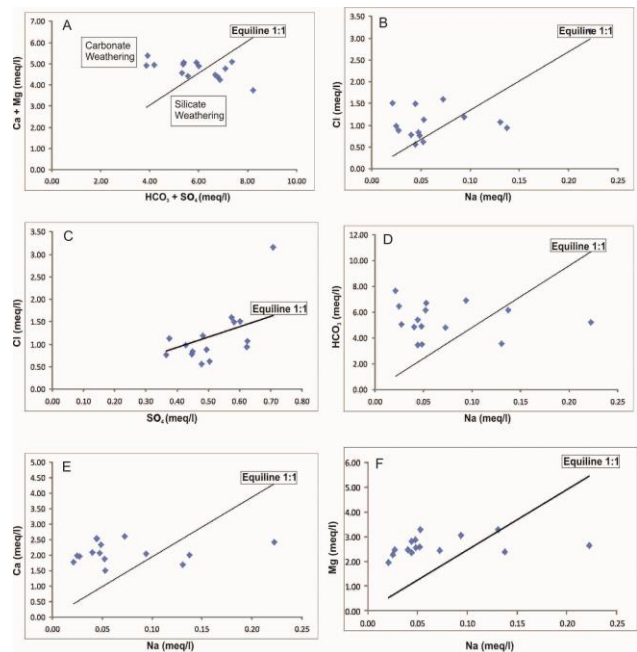 A
Equiline 1:1
Carbonate
Weathering
Silicate
Weathering
Ca + Mg (meq/l)
7.00
6.00
5.00
4.00
3.00
2.00
1.00
0.00
0.00 2.00 4.00 6.00 8.00 10.00
HCO₃ + SO₄ (meq/l)
B
Equiline 1:1
Cl (meq/l)
3.50
3.00
2.50
2.00
1.50
1.00
0.50
0.00
0.00 0.05 0.10 0.15 0.20 0.25
Na (meq/l)
C
Equiline 1:1
Cl (meq/l)
3.50
3.00
2.50
2.00
1.50
1.00
0.50
0.00
0.00 0.10 0.20 0.30 0.40 0.50 0.60 0.70 0.80
SO₄ (meq/l)
D
Equiline 1:1
HCO₃ (meq/l)
12.00
10.00
8.00
6.00
4.00
2.00
0.00
0.00 0.05 0.10 0.15 0.20 0.25
Na (meq/l)
E
Equiline 1:1
Ca (meq/l)
5.00
4.50
4.00
3.50
3.00
2.50
2.00
1.50
1.00
0.50
0.00
0.00 0.05 0.10 0.15 0.20 0.25
Na (meq/l)
F
Equiline 1:1
Mg (meq/l)
6.00
5.00
4.00
3.00
2.00
1.00
0.00
0.00 0.05 0.10 0.15 0.20 0.25
Na (meq/l)